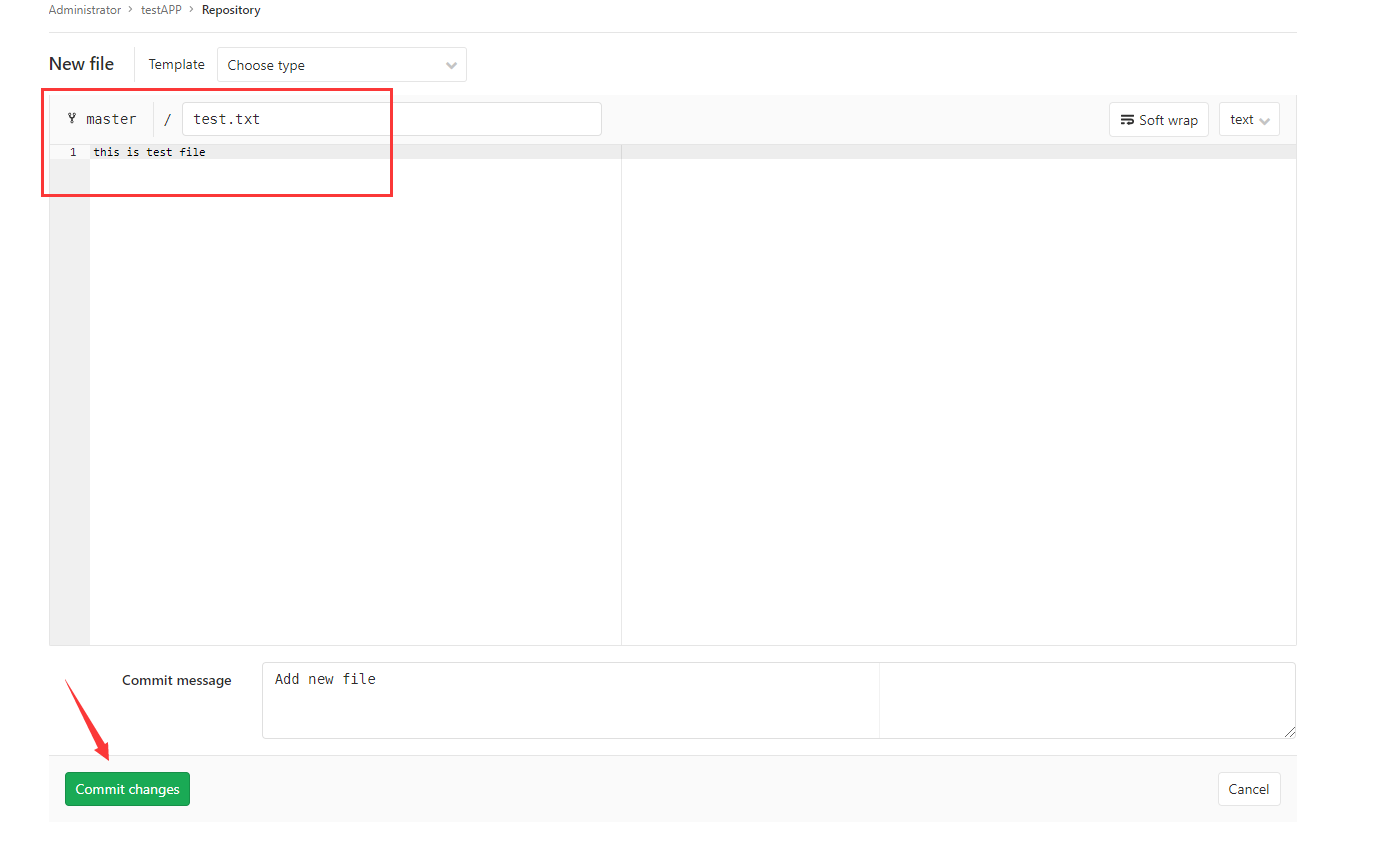 Administrator > testAPP > Repository
New file Template Choose type
master / test.txt Soft wrap text
1 this is test file
Commit message Add new file
Commit changes Cancel